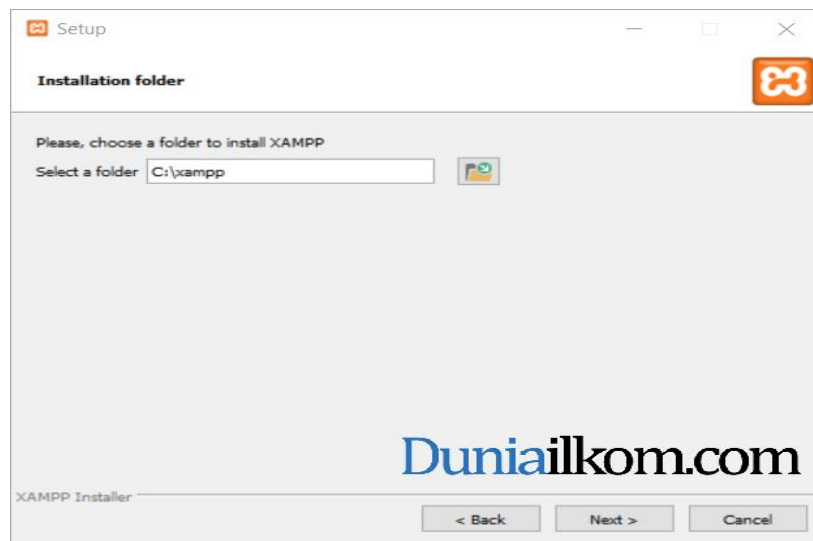 Setup
Installation folder
Please, choose a folder to install XAMPP
Select a folder C:\xampp
Duniailkom.com
XAMPP Installer
< Back Next > Cancel